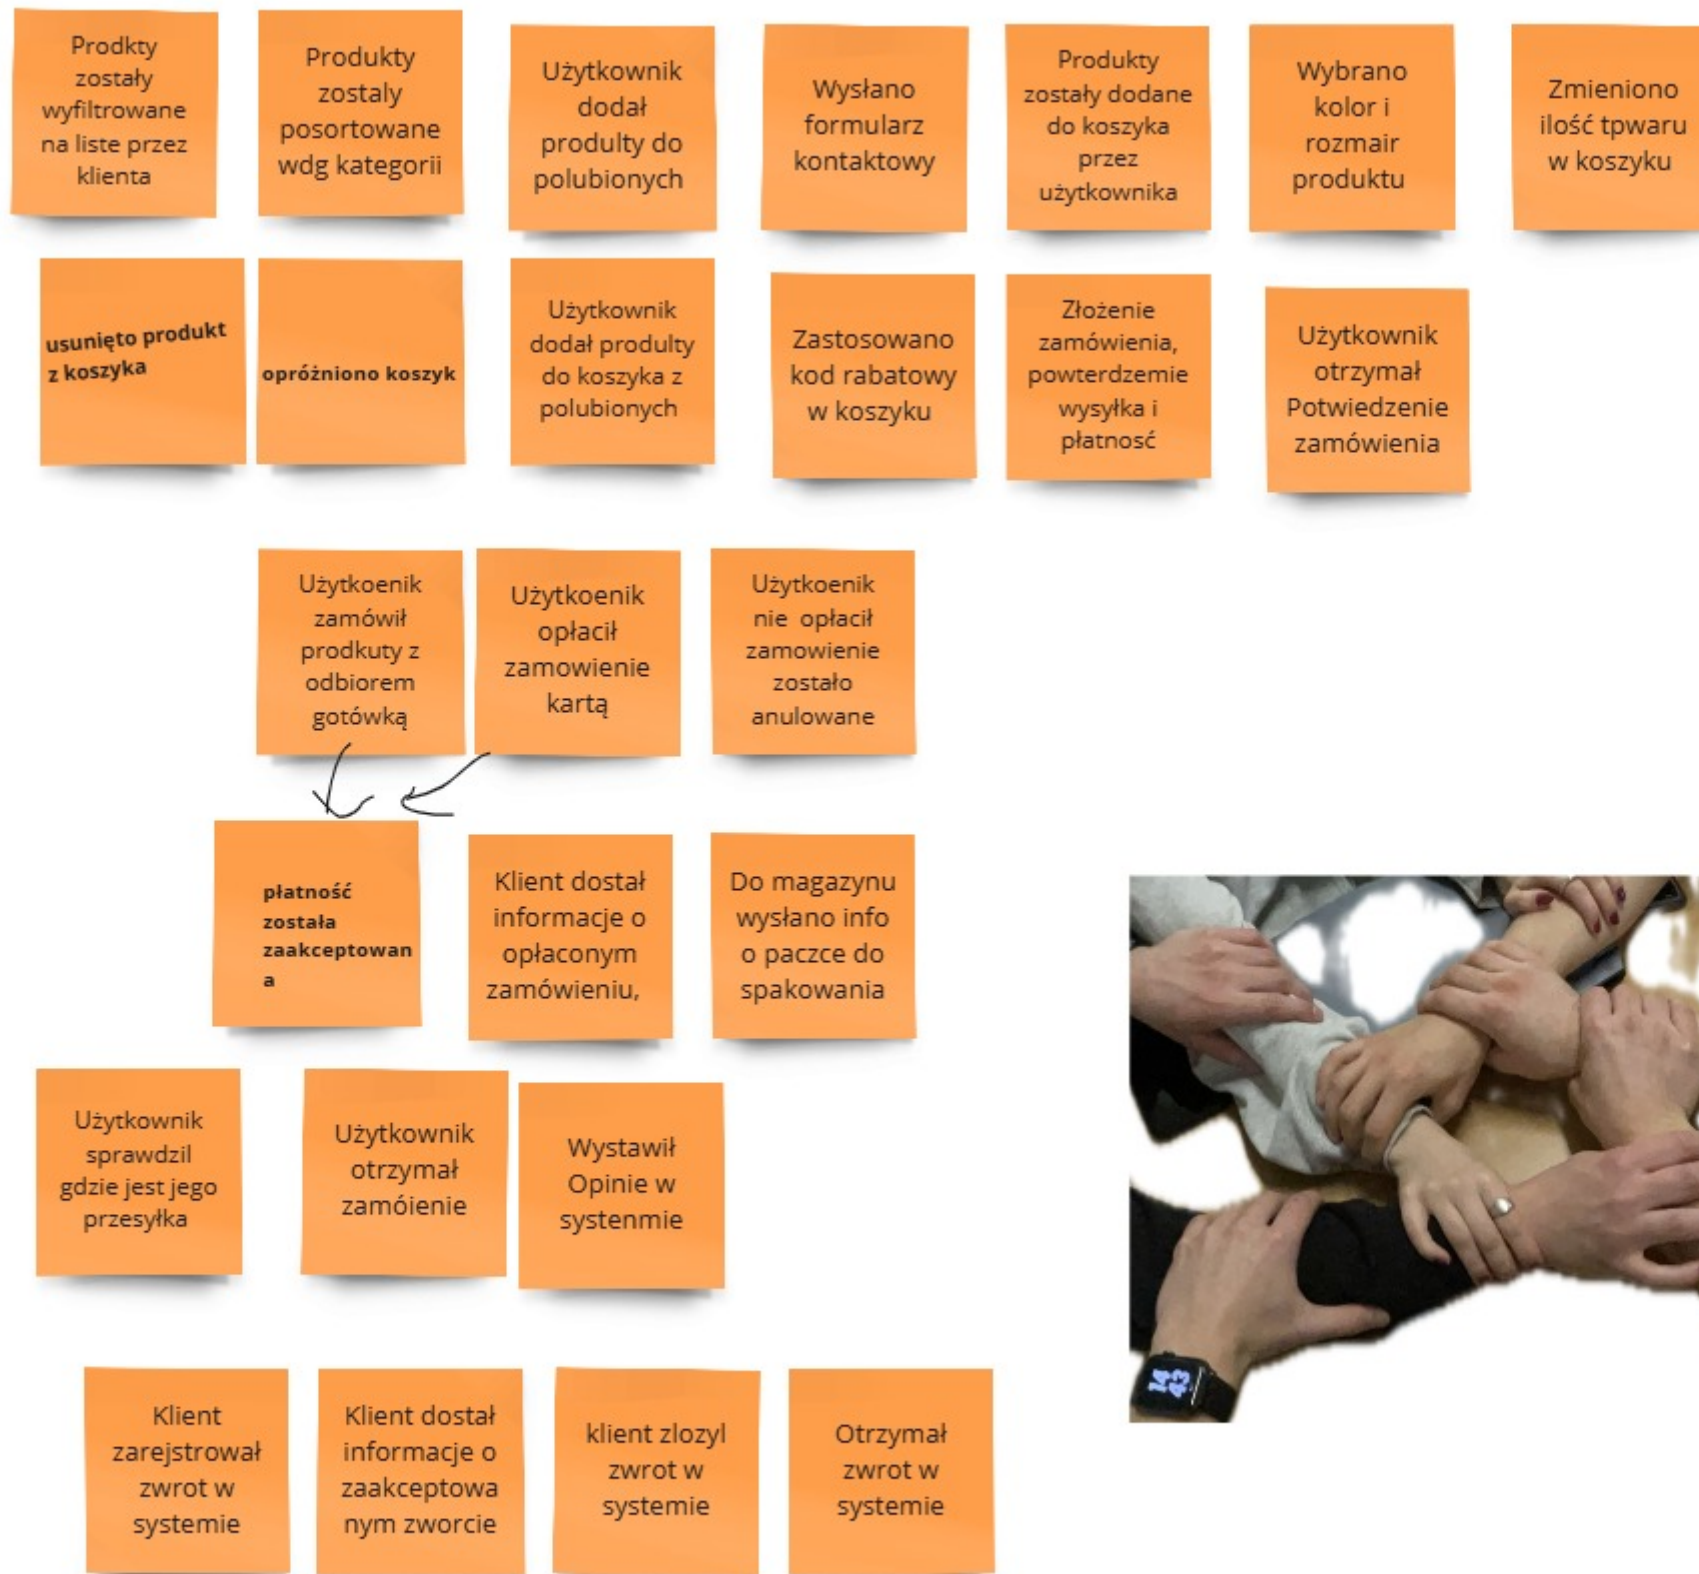 Prodkty
zostały
wyfiltrowane
na liste przez
klienta
Produkty
zostaly
posortowane
wdg kategorii
Użytkownik
dodał
produlty do
polubionych
Wysłano
formularz
kontaktowy
Produkty
zostały dodane
do koszyka
przez
użytkownika
Wybrano
kolor i
rozmair
produktu
Zmieniono
ilość tpwaru
w koszyku
usunięto produkt
z koszyka
opróżniono koszyk
Użytkownik
dodał produlty
do koszyka z
polubionych
Zastosowano
kod rabatowy
w koszyku
Złożenie
zamówienia,
powterdzemie
wysyłka i
płatnosć
Użytkownik
otrzymał
Potwiedzenie
zamówienia
Użytkoenik
zamówił
prodkuty z
odbiorem
gotówką
Użytkoenik
opłacił
zamowienie
kartą
Użytkoenik
nie opłacił
zamowienie
zostało
anulowane
płatność
została
zaakceptowan
a
Klient dostał
informacje o
opłaconym
zamówieniu,
Do magazynu
wysłano info
o paczce do
spakowania
Użytkownik
sprawdzil
gdzie jest jego
przesyłka
Użytkownik
otrzymał
zamóienie
Wystawił
Opinie w
systenmie
Klient
zarejstrował
zwrot w
systemie
Klient dostał
informacje o
zaakceptowa
nym zworcie
klient zlozyl
zwrot w
systemie
Otrzymał
zwrot w
systemie
14
43